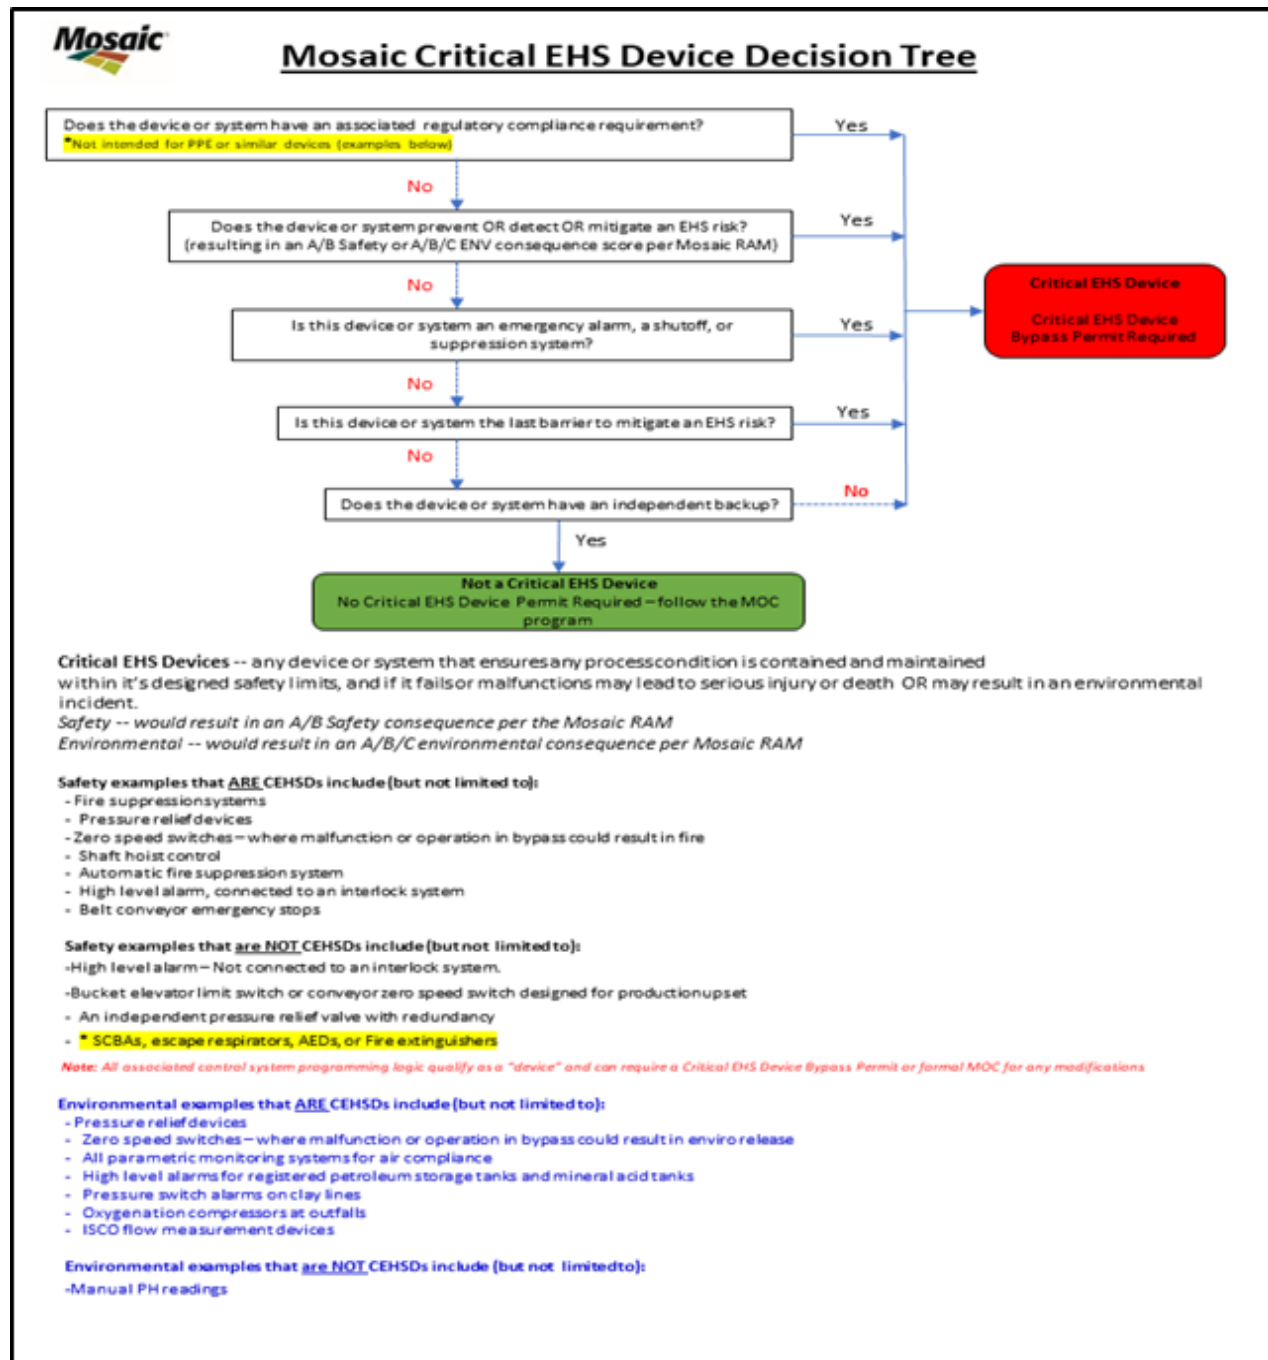 Mosaic
Mosaic Critical EHS Device Decision Tree
Does the device or system have an associated regulatory compliance requirement?
*Not intended for PPE or similar devices (examples below)
Yes
No
Does the device or system prevent OR detect OR mitigate an EHS risk?
(resulting in an A/B Safety or A/B/C ENV consequence score per Mosaic RAM)
Yes
No
Is this device or system an emergency alarm, a shutoff, or
suppression system?
Yes
No
Is this device or system the last barrier to mitigate an EHS risk?
Yes
No
Does the device or system have an independent backup?
No
Yes
Critical EHS Device
Critical EHS Device
Bypass Permit Required
Not a Critical EHS Device
No Critical EHS Device Permit Required – follow the MOC
program
Critical EHS Devices -- any device or system that ensures any process condition is contained and maintained
within it's designed safety limits, and if it fails or malfunctions may lead to serious injury or death OR may result in an environmental
incident.
Safety -- would result in an A/B Safety consequence per the Mosaic RAM
Environmental -- would result in an A/B/C environmental consequence per Mosaic RAM
Safety examples that ARE CEHSDs include (but not limited to):
- Fire suppression systems
- Pressure relief devices
- Zero speed switches – where malfunction or operation in bypass could result in fire
- Shaft hoist control
- Automatic fire suppression system
- High level alarm, connected to an interlock system
- Belt conveyor emergency stops
Safety examples that are NOT CEHSDs include (but not limited to):
-High level alarm – Not connected to an interlock system.
-Bucket elevator limit switch or conveyor zero speed switch designed for production upset
- An independent pressure relief valve with redundancy
- * SCBAs, escape respirators, AEDs, or Fire extinguishers
Note: All associated control system programming logic qualify as a "device" and can require a Critical EHS Device Bypass Permit or formal MOC for any modifications
Environmental examples that ARE CEHSDs include (but not limited to):
- Pressure relief devices
- Zero speed switches – where malfunction or operation in bypass could result in enviro release
- All parametric monitoring systems for air compliance
- High level alarms for registered petroleum storage tanks and mineral acid tanks
- Pressure switch alarms on clay lines
- Oxygenation compressors at outfalls
- ISCO flow measurement devices
Environmental examples that are NOT CEHSDs include (but not limited to):
-Manual PH readings